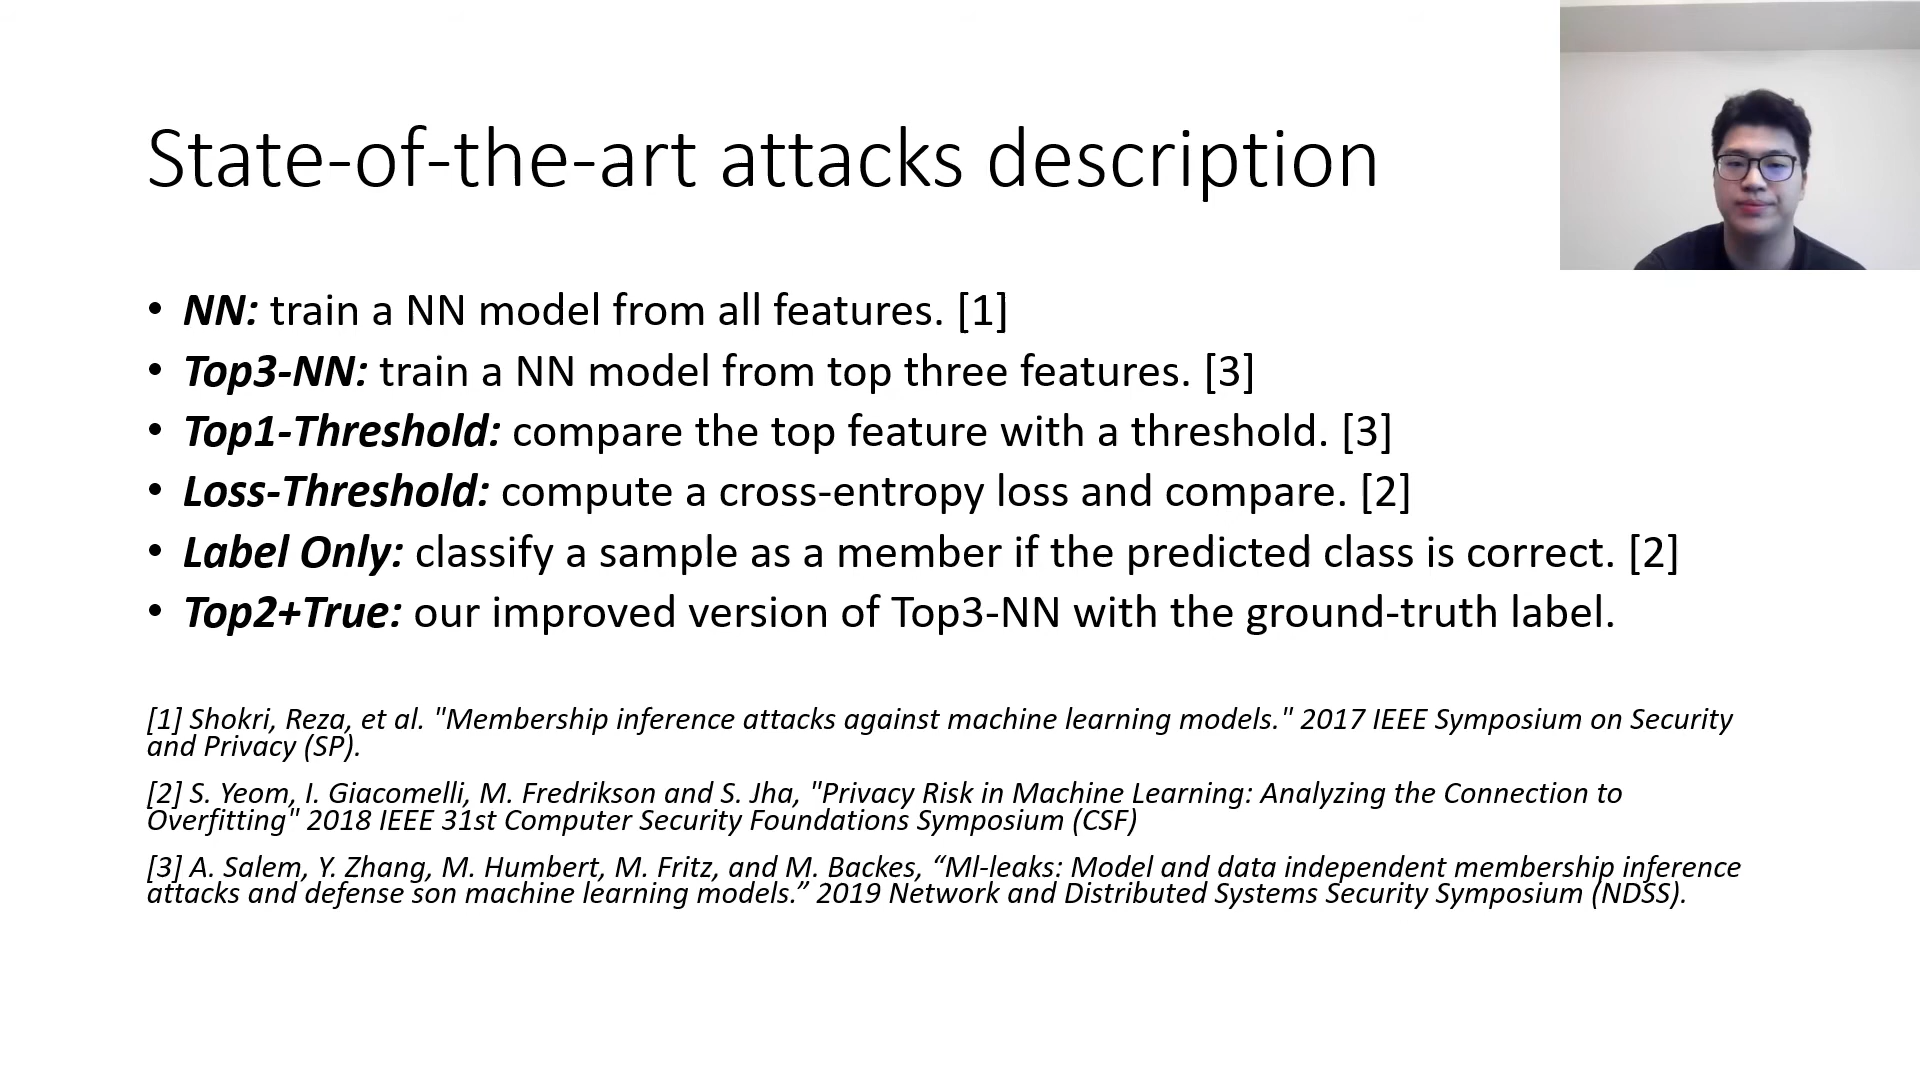 State-of-the-art attacks description
• NN: train a NN model from all features. [1]
• Top3-NN: train a NN model from top three features. [3]
• Top1-Threshold: compare the top feature with a threshold. [3]
• Loss-Threshold: compute a cross-entropy loss and compare. [2]
• Label Only: classify a sample as a member if the predicted class is correct. [2]
• Top2+True: our improved version of Top3-NN with the ground-truth label.
[1] Shokri, Reza, et al. "Membership inference attacks against machine learning models." 2017 IEEE Symposium on Security
and Privacy (SP).
[2] S. Yeom, I. Giacomelli, M. Fredrikson and S. Jha, "Privacy Risk in Machine Learning: Analyzing the Connection to
Overfitting" 2018 IEEE 31st Computer Security Foundations Symposium (CSF)
[3] A. Salem, Y. Zhang, M. Humbert, M. Fritz, and M. Backes, “Ml-leaks: Model and data independent membership inference
attacks and defense son machine learning models.” 2019 Network and Distributed Systems Security Symposium (NDSS).